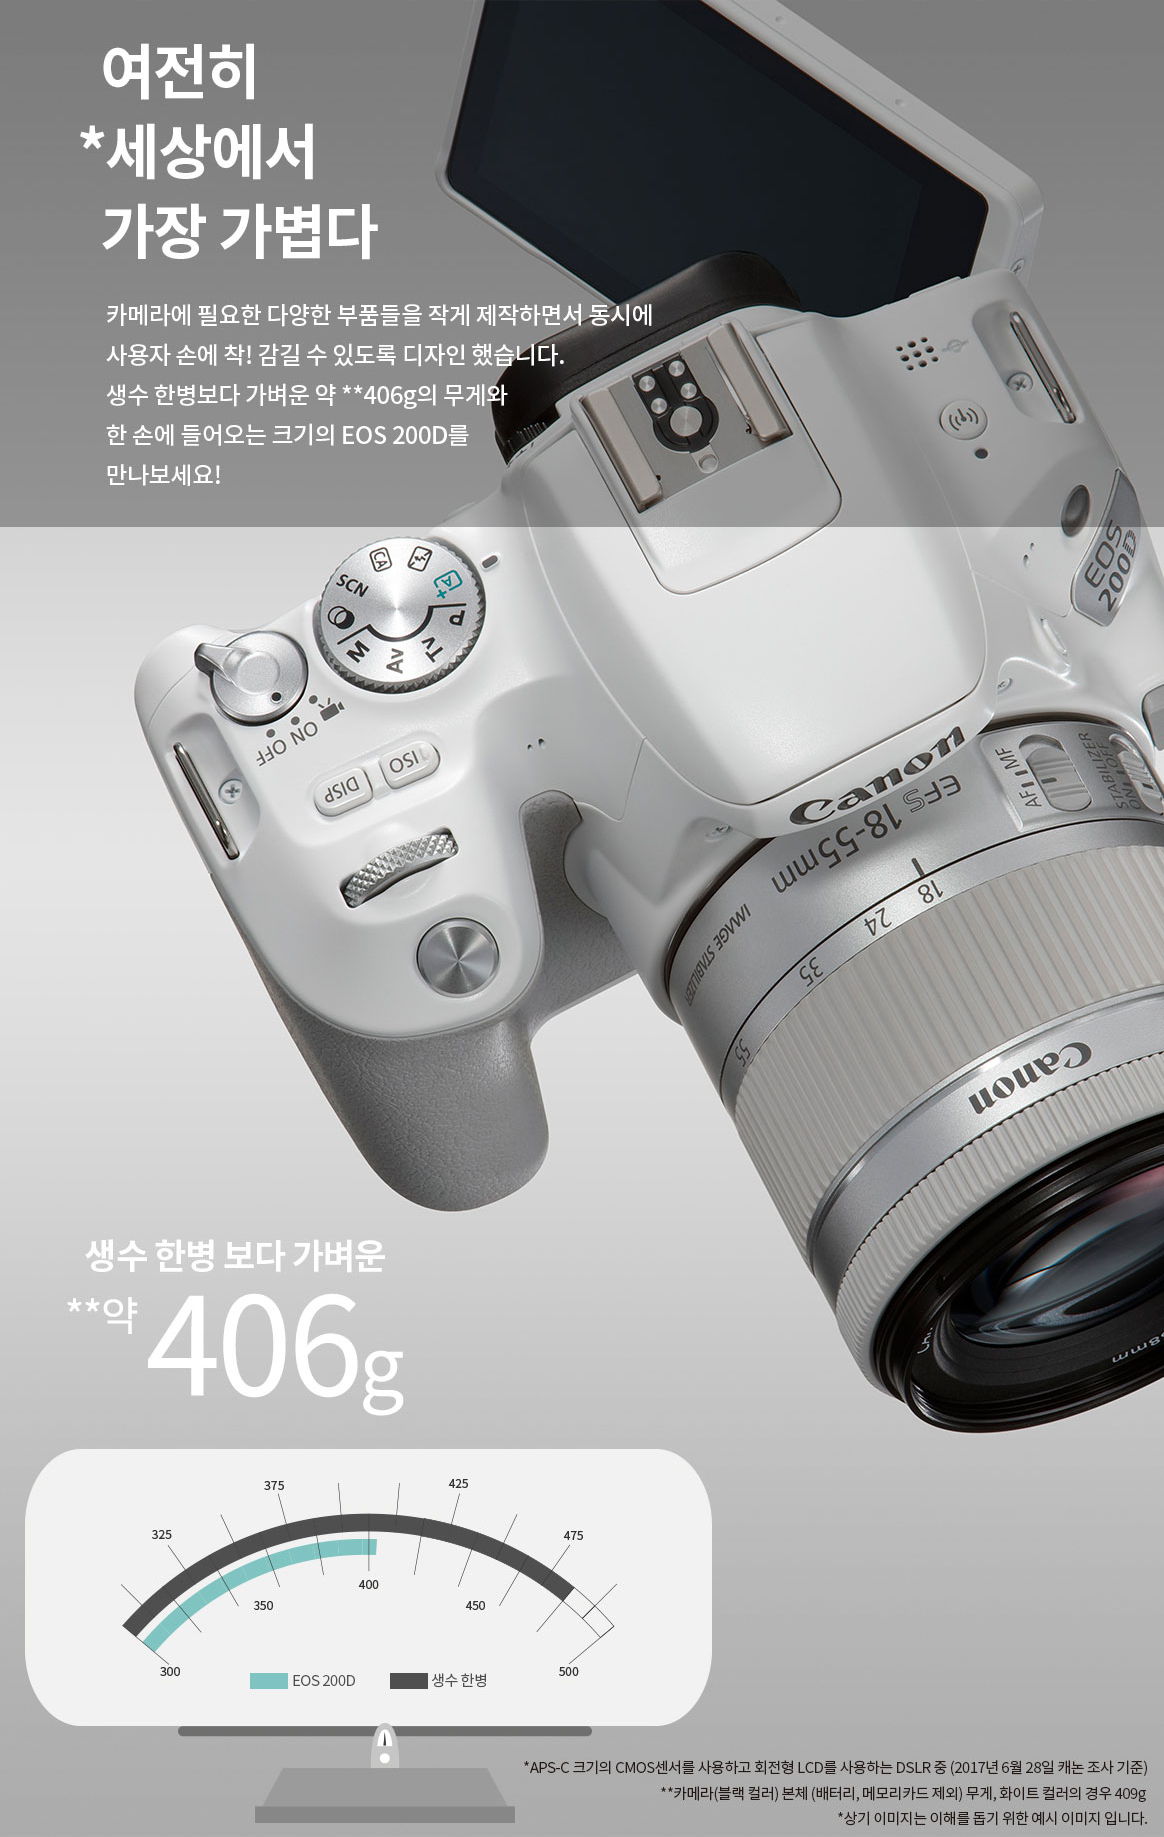 여전히
*세상에서
가장 가볍다
카메라에 필요한 다양한 부품들을 작게 제작하면서 동시에
사용자 손에 착! 감길 수 있도록 디자인 했습니다.
생수 한병보다 가벼운 약 **406g의 무게와
한 손에 들어오는 크기의 EOS 200D를
만나보세요!
EOS
200D
SCN
CA
A+
P
Tv
Av
M
OFF ON
DISP
ISO
Canon
EFS 18-55mm
AF MF
STABILIZER
ON OFF
IMAGE STABILIZER
18
24
35
55
Canon
생수 한병 보다 가벼운
**약 406g
375
425
325
475
400
350
450
300
500
EOS 200D
생수 한병
*APS-C 크기의 CMOS센서를 사용하고 회전형 LCD를 사용하는 DSLR 중 (2017년 6월 28일 캐논 조사 기준)
**카메라(블랙 컬러) 본체 (배터리, 메모리카드 제외) 무게, 화이트 컬러의 경우 409g
*상기 이미지는 이해를 돕기 위한 예시 이미지 입니다.